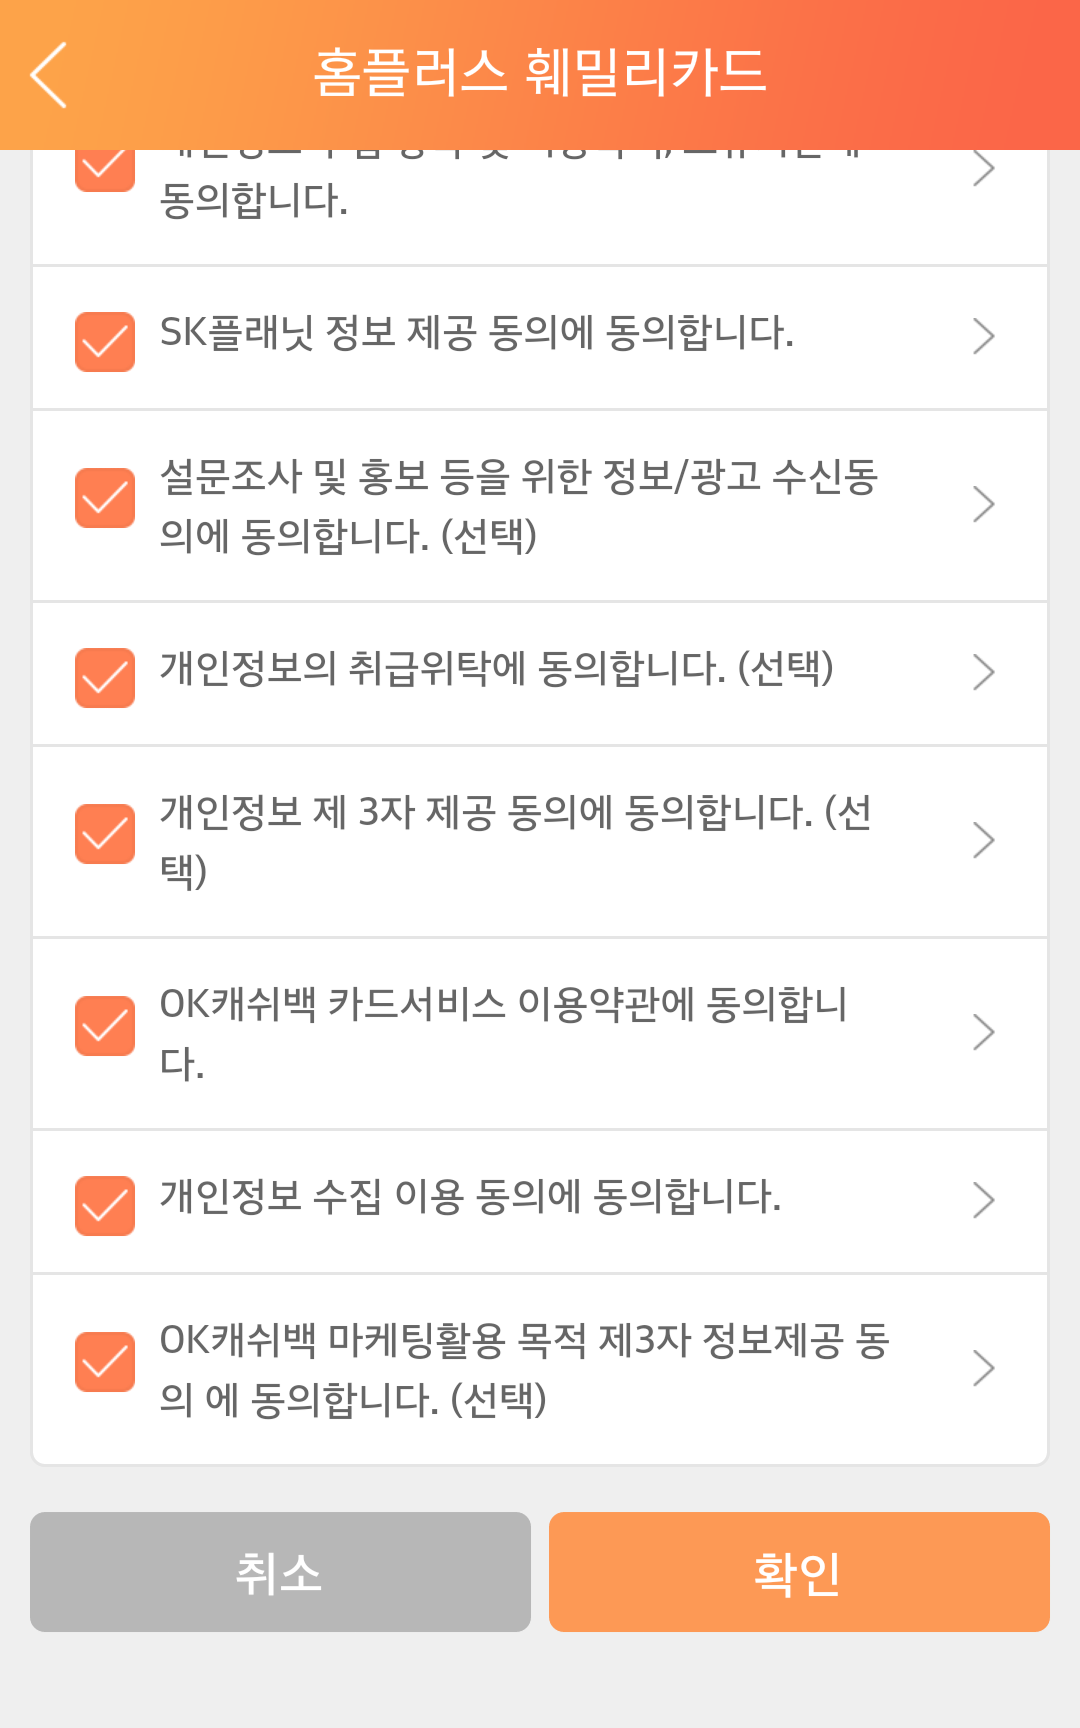 홈플러스 훼밀리카드
동의합니다.
SK플래닛 정보 제공 동의에 동의합니다.
설문조사 및 홍보 등을 위한 정보/광고 수신동
의에 동의합니다. (선택)
개인정보의 취급위탁에 동의합니다. (선택)
개인정보 제 3자 제공 동의에 동의합니다. (선
택)
OK캐쉬백 카드서비스 이용약관에 동의합니
다.
개인정보 수집 이용 동의에 동의합니다.
OK캐쉬백 마케팅활용 목적 제3자 정보제공 동
의 에 동의합니다. (선택)
취소
확인